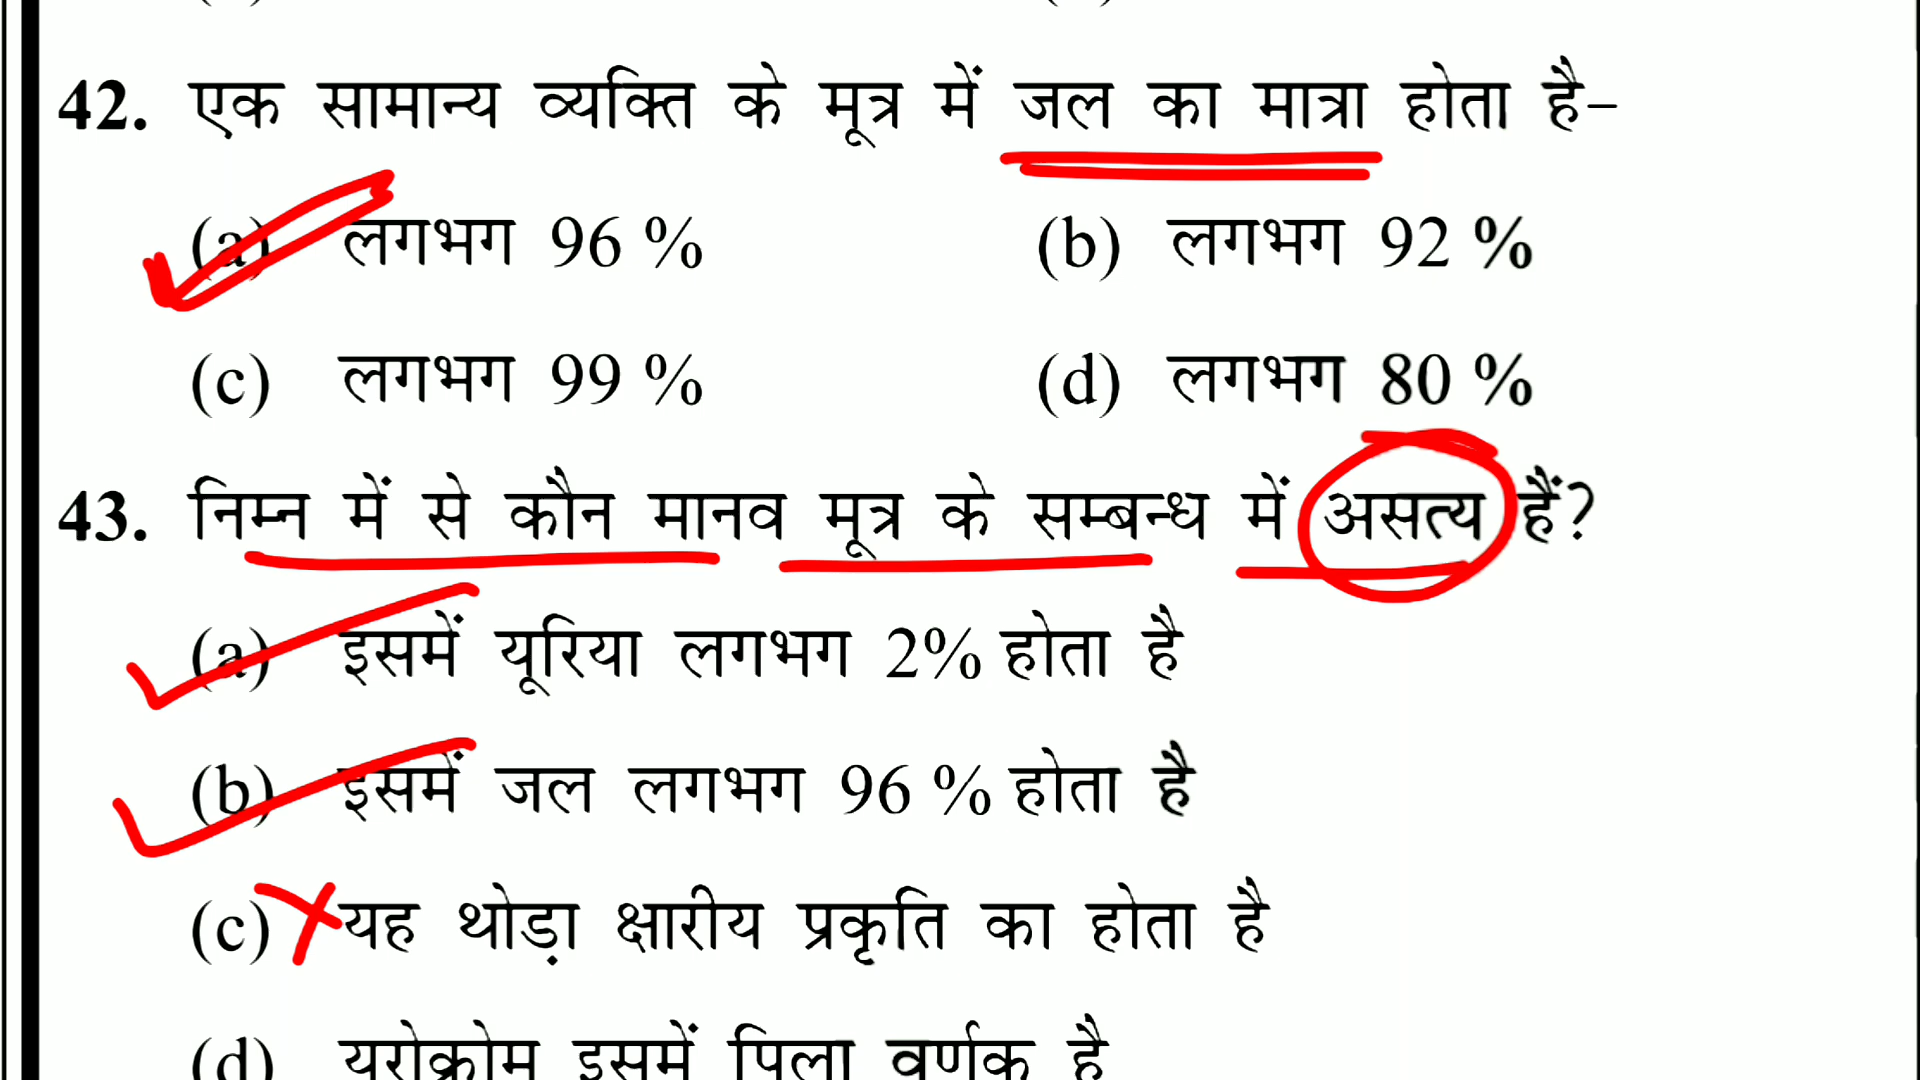 42. एक सामान्य व्यक्ति के मूत्र में जल का मात्रा होता है–
(a) लगभग 96 % (b) लगभग 92 %
(c) लगभग 99 % (d) लगभग 80 %
43. निम्न में से कौन मानव मूत्र के सम्बन्ध में असत्य हैं?
(a) इसमें यूरिया लगभग 2% होता है
(b) इसमें जल लगभग 96 % होता है
(c) यह थोड़ा क्षारीय प्रकृति का होता है
(d) यूरोक्रोम इसमें पिला वर्णक है